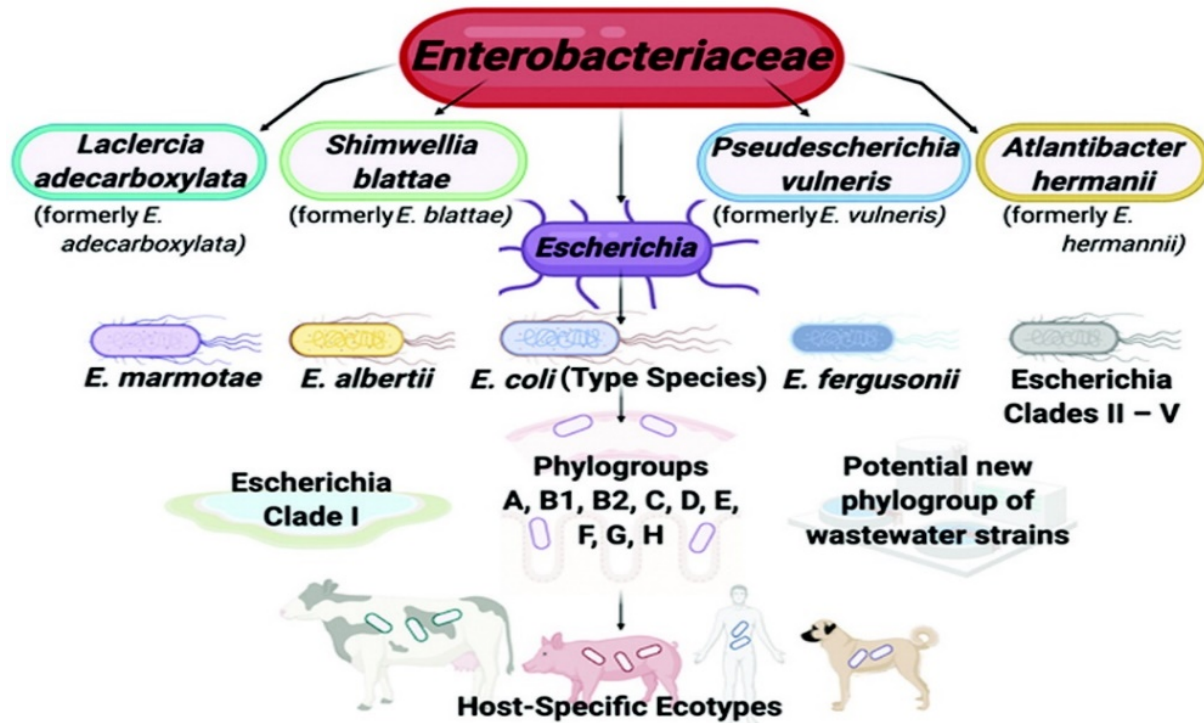 Enterobacteriaceae
Laclercia
adecarboxylata
(formerly E.
adecarboxylata)
Shimwellia
blattae
(formerly E. blattae)
Pseudescherichia
vulneris
(formerly E. vulneris)
Atlantibacter
hermanii
(formerly E.
hermannii)
Escherichia
E. marmotae
E. albertii
E. coli (Type Species)
E. fergusonii
Escherichia
Clades II – V
Escherichia
Clade I
Phylogroups
A, B1, B2, C, D, E,
F, G, H
Potential new
phylogroup of
wastewater strains
Host-Specific Ecotypes